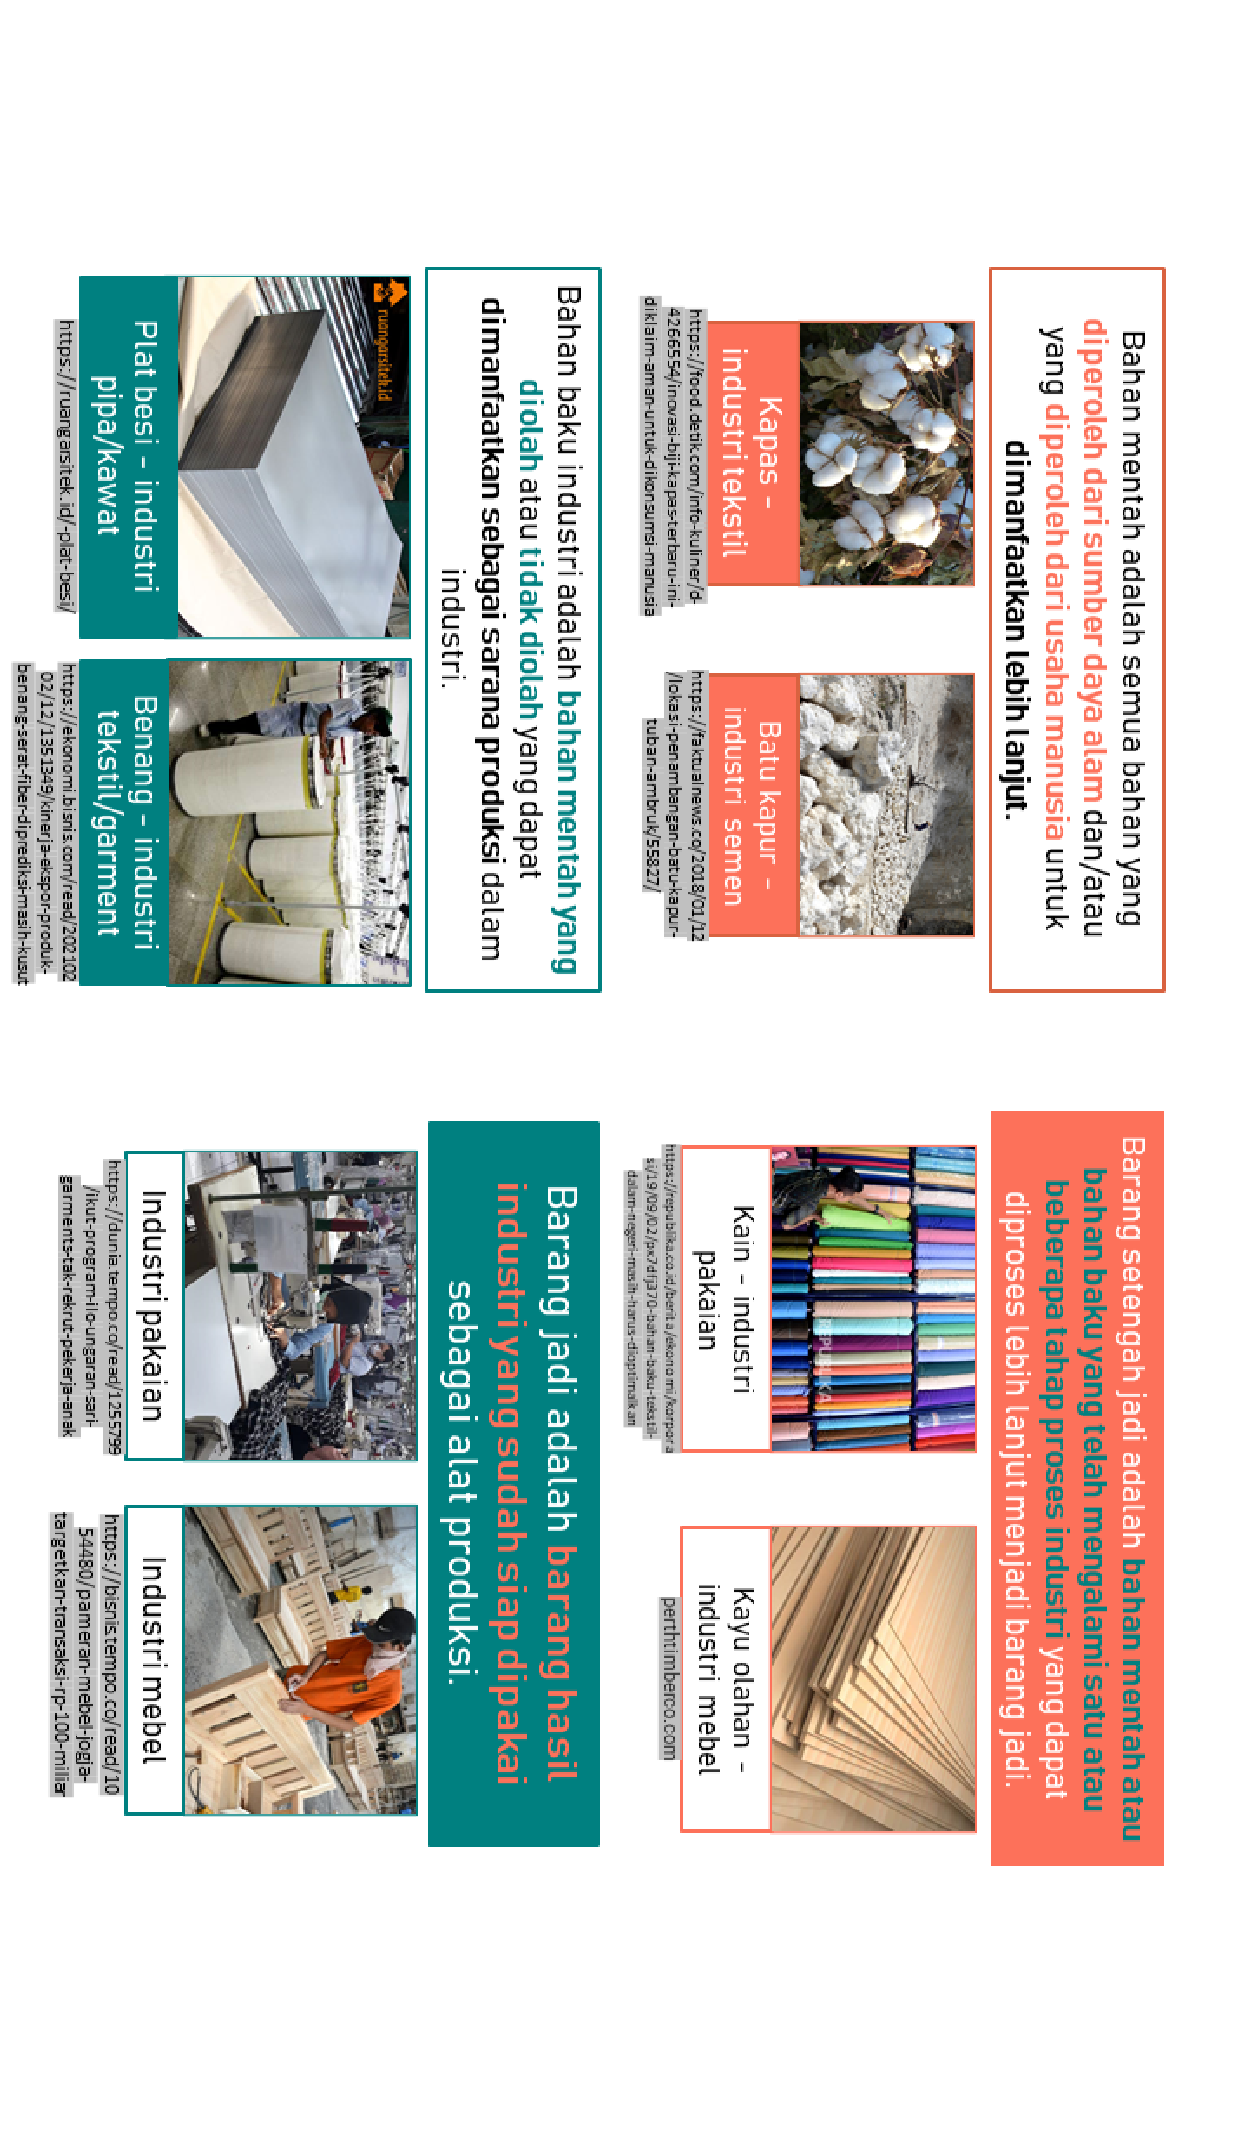 Bahan mentah adalah semua bahan yang
diperoleh dari sumber daya alam dan/atau
yang diperoleh dari usaha manusia untuk
dimanfaatkan lebih lanjut.
Kapas –
industri tekstil
https://food.detik.com/info-kuliner/d-
4266554/inovasi-biji-kapas-terbaru-ini-
diklaim-aman-untuk-dikonsumsi-manusia
Batu kapur –
industri semen
https://faktualnews.co/2018/01/12
/lokasi-penambangan-batu-kapur-
tuban-ambruk/55827/
Barang setengah jadi adalah bahan mentah atau
bahan baku yang telah mengalami satu atau
beberapa tahap proses industri yang dapat
diproses lebih lanjut menjadi barang jadi.
Kain – industri
pakaian
https://republika.co.id/berita/ekonomi/korpora
si/19/09/02/px7dfj370-bahan-baku-tekstil-
dalam-negeri-masih-harus-dioptimalkan
Kayu olahan –
industri mebel
perthtimberco.com
Bahan baku industri adalah bahan mentah yang
diolah atau tidak diolah yang dapat
dimanfaatkan sebagai sarana produksi dalam
industri.
ruangarsitek.id
Plat besi – industri
pipa/kawat
https://ruangarsitek.id/-plat-besi/
Benang – industri
tekstil/garment
https://ekonomi.bisnis.com/read/202102
02/12/1351349/kinerja-ekspor-produk-
benang-serat-fiber-diprediksi-masih-kusut
Barang jadi adalah barang hasil
industri yang sudah siap dipakai
sebagai alat produksi.
Industri pakaian
https://dunia.tempo.co/read/1255799
/ikut-program-ilo-ungaran-sari-
garments-tak-rekrut-pekerja-anak
Industri mebel
https://bisnis.tempo.co/read/10
54480/pameran-mebel-jogja-
targetkan-transaksi-rp-100-miliar